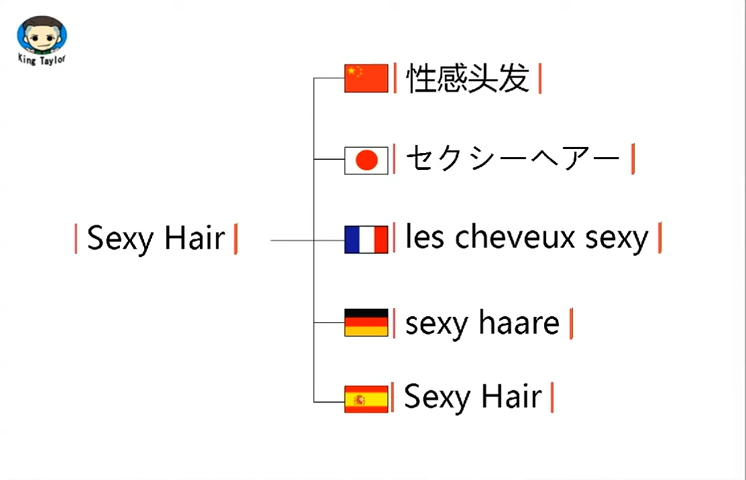 King Taylor
性感头发
セクシーヘアー
Sexy Hair
les cheveux sexy
sexy haare
Sexy Hair